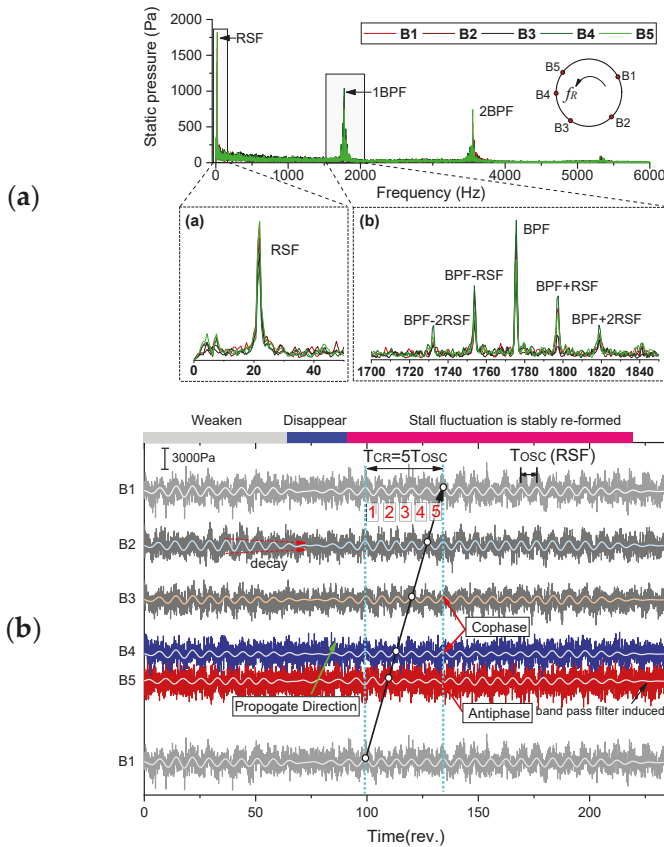 (a)
Static pressure (Pa)
2000
1500
1000
500
0
RSF
1BPF
2BPF
B1 B2 B3 B4 B5
B5
B1
B4
fR
B3
B2
0 1000 2000 3000 4000 5000 6000
Frequency (Hz)
(a)
RSF
0 20 40
(b)
BPF
BPF-RSF
BPF+RSF
BPF-2RSF
BPF+2RSF
1700 1720 1740 1760 1780 1800 1820 1840
(b)
Weaken Disappear Stall fluctuation is stably re-formed
3000Pa
TCR=5TOSC
TOSC (RSF)
B1
1 2 3 4 5
B2
decay
B3
Cophase
B4
B5
Propogate Direction
Antiphase
band pass filter induced
B1
0 50 100 150 200
Time(rev.)